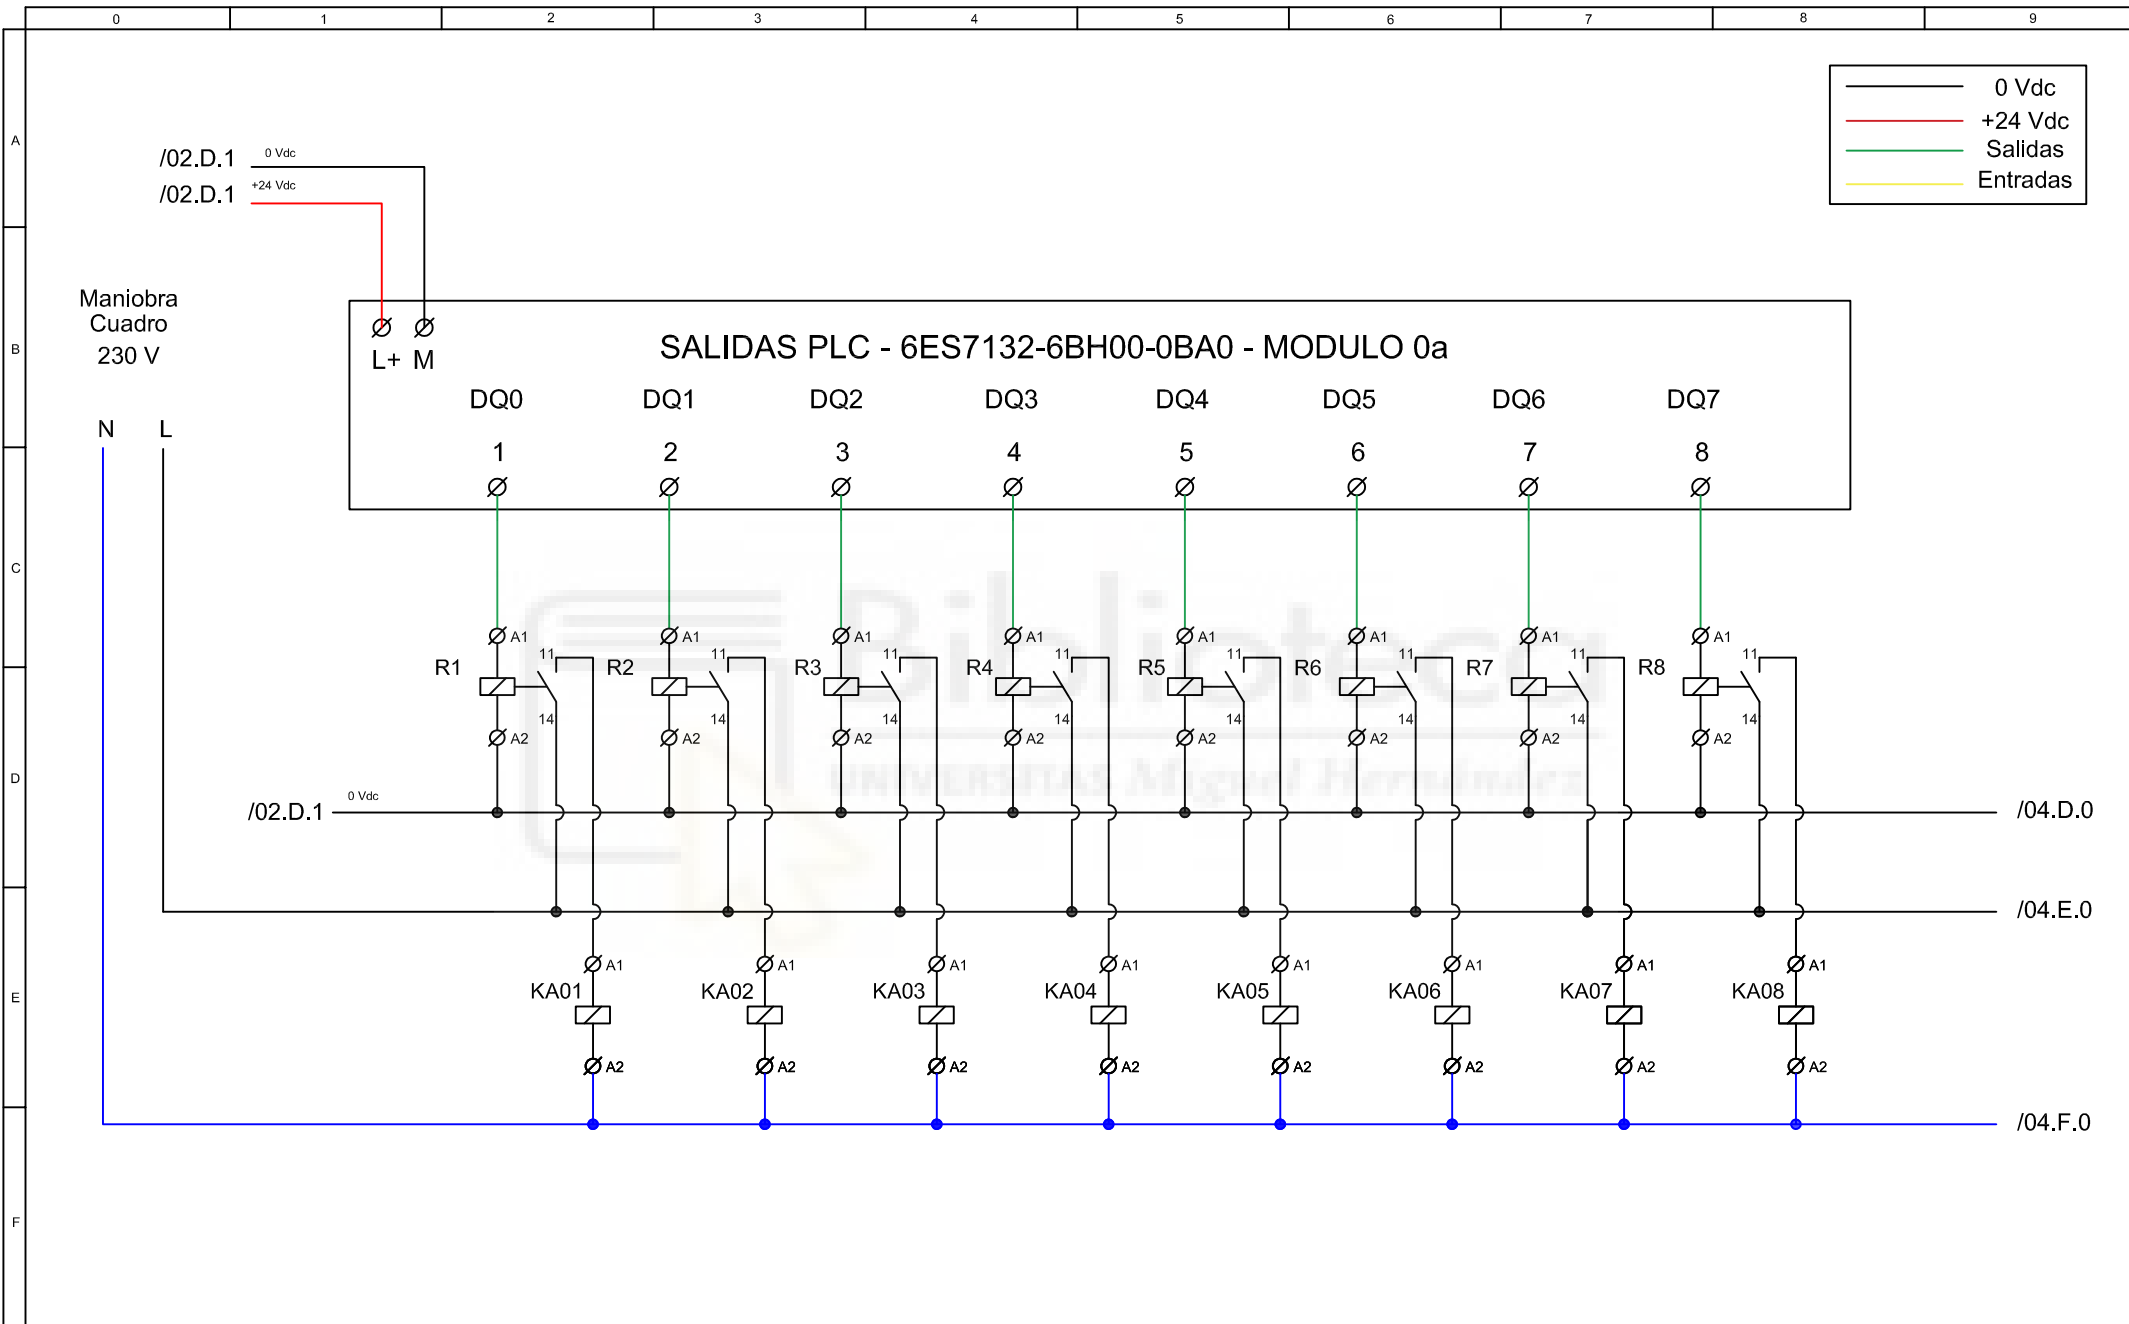 0 1 2 3 4 5 6 7 8 9
0 Vdc
+24 Vdc
Salidas
Entradas
A
/02.D.1 0 Vdc
/02.D.1 +24 Vdc
Maniobra
Cuadro
230 V
B
L+ M
SALIDAS PLC - 6ES7132-6BH00-0BA0 - MODULO 0a
DQ0 DQ1 DQ2 DQ3 DQ4 DQ5 DQ6 DQ7
N L
1 2 3 4 5 6 7 8
C
Biblioteca
A1 A1 A1 A1 A1 A1 A1 A1
11 11 11 11 11 11 11 11
R1 R2 R3 R4 R5 R6 R7 R8
14 14 14 14 14 14 14 14
A2 A2 A2 A2 A2 A2 A2 A2
UNIVERSITAS Miguel Hernández
D
/02.D.1 0 Vdc /04.D.0
/04.E.0
A1 A1 A1 A1 A1 A1 A1 A1
E
KA01 KA02 KA03 KA04 KA05 KA06 KA07 KA08
A2 A2 A2 A2 A2 A2 A2 A2
/04.F.0
F